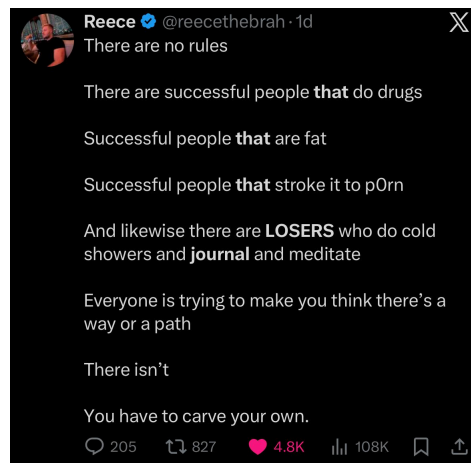 Reece @reecethebrah · 1d
There are no rules
There are successful people that do drugs
Successful people that are fat
Successful people that stroke it to p0rn
And likewise there are LOSERS who do cold
showers and journal and meditate
Everyone is trying to make you think there's a
way or a path
There isn't
You have to carve your own.
205 827 4.8K 108K